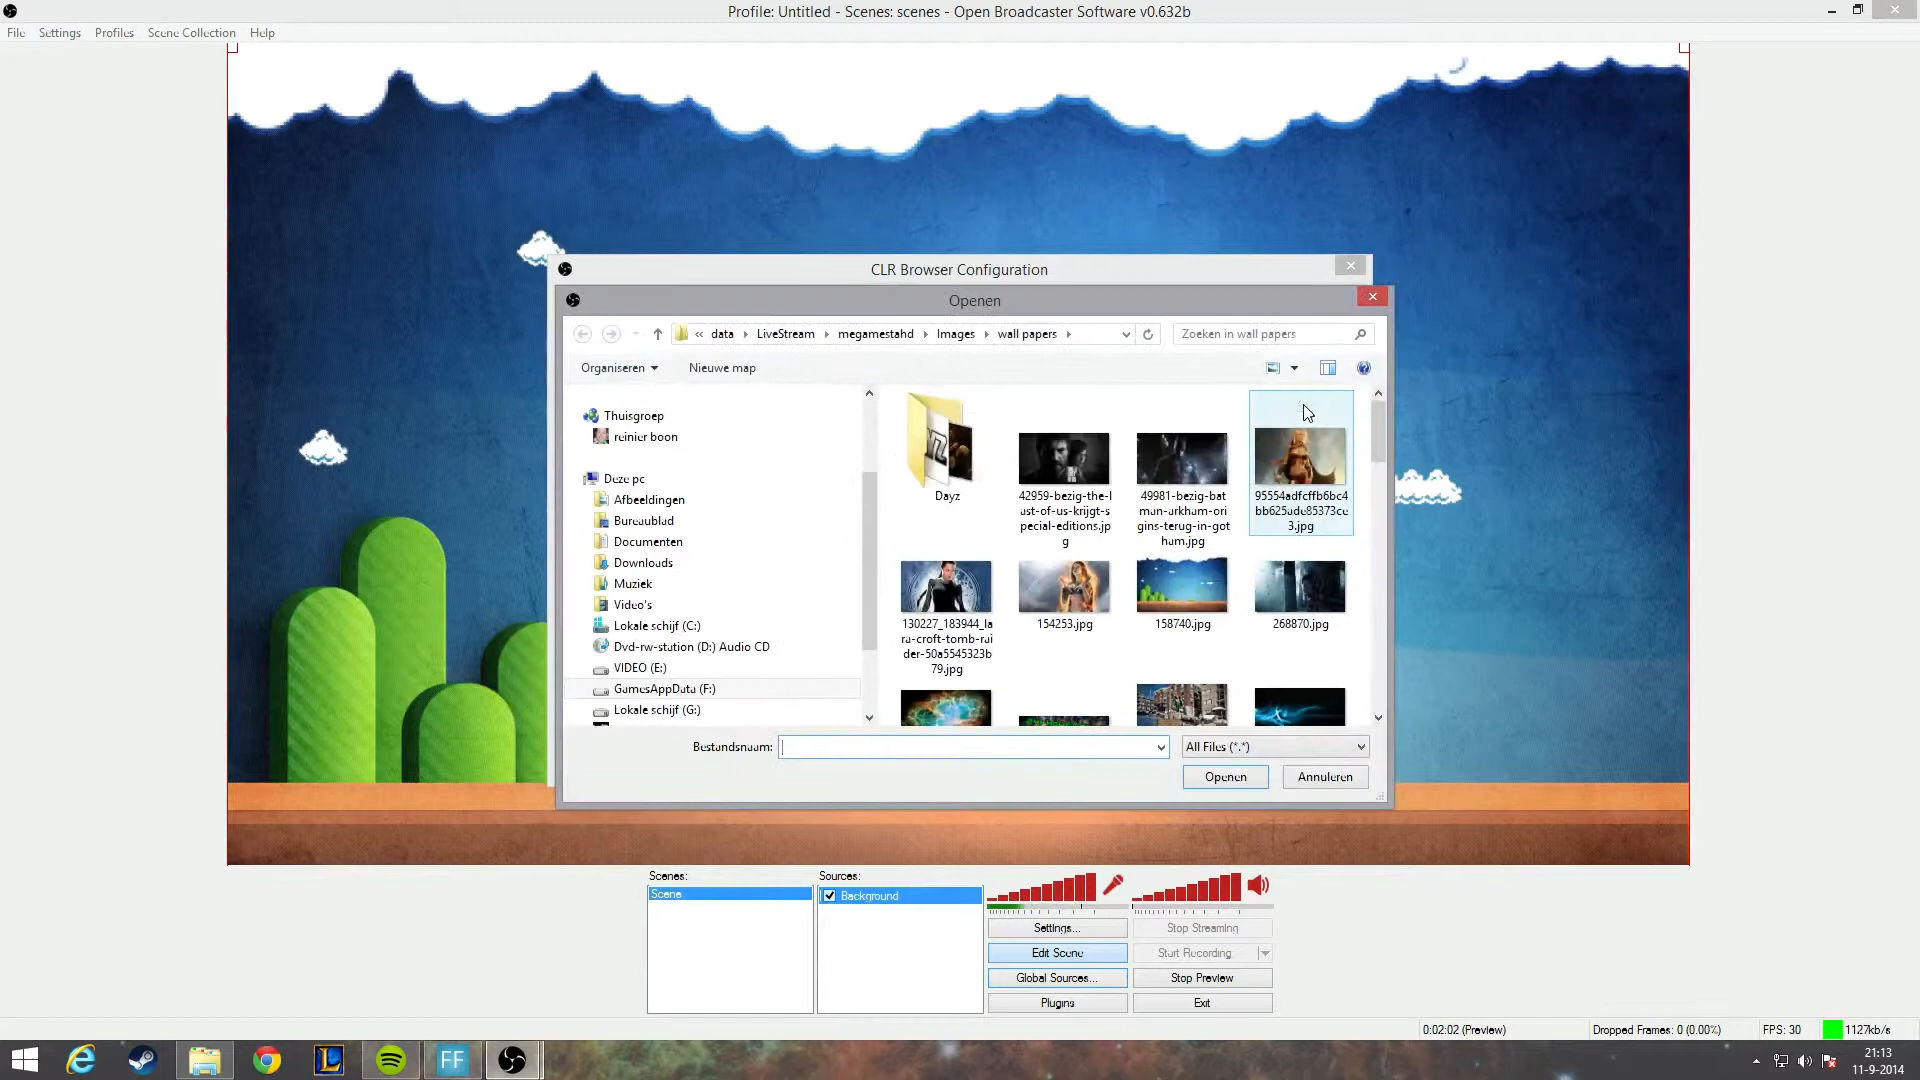 Profile: Untitled - Scenes: scenes - Open Broadcaster Software v0.632b
File Settings Profiles Scene Collection Help
CLR Browser Configuration
Openen
« data LiveStream megamestahd Images wall papers
Zoeken in wall papers
Organiseren
Nieuwe map
Thuisgroep
reinier boon
Deze pc
Afbeeldingen
Bureaublad
Documenten
Downloads
Muziek
Video's
Lokale schijf (C:)
Dvd-rw-station (D:) Audio CD
VIDEO (E:)
GamesAppData (F:)
Lokale schijf (G:)
Dayz
42959-bezig-the-l
ast-of-us-krijgt-s
pecial-editions.jp
g
49981-bezig-bat
man-arkham-ori
gins-terug-in-got
ham.jpg
95554adfcffb6bc4
bb625ade85373ce
3.jpg
130227_183944_la
ra-croft-tomb-rai
der-50a5545323b
79.jpg
154253.jpg
158740.jpg
268870.jpg
Bestandsnaam:
All Files (*.*)
Openen
Annuleren
Scenes:
Scene
Sources:
Background
Settings...
Stop Streaming
Edit Scene
Start Recording
Global Sources...
Stop Preview
Plugins
Exit
0:02:02 (Preview)
Dropped Frames: 0 (0.00%)
FPS: 30
1127kb/s
FF
21:13
11-9-2014